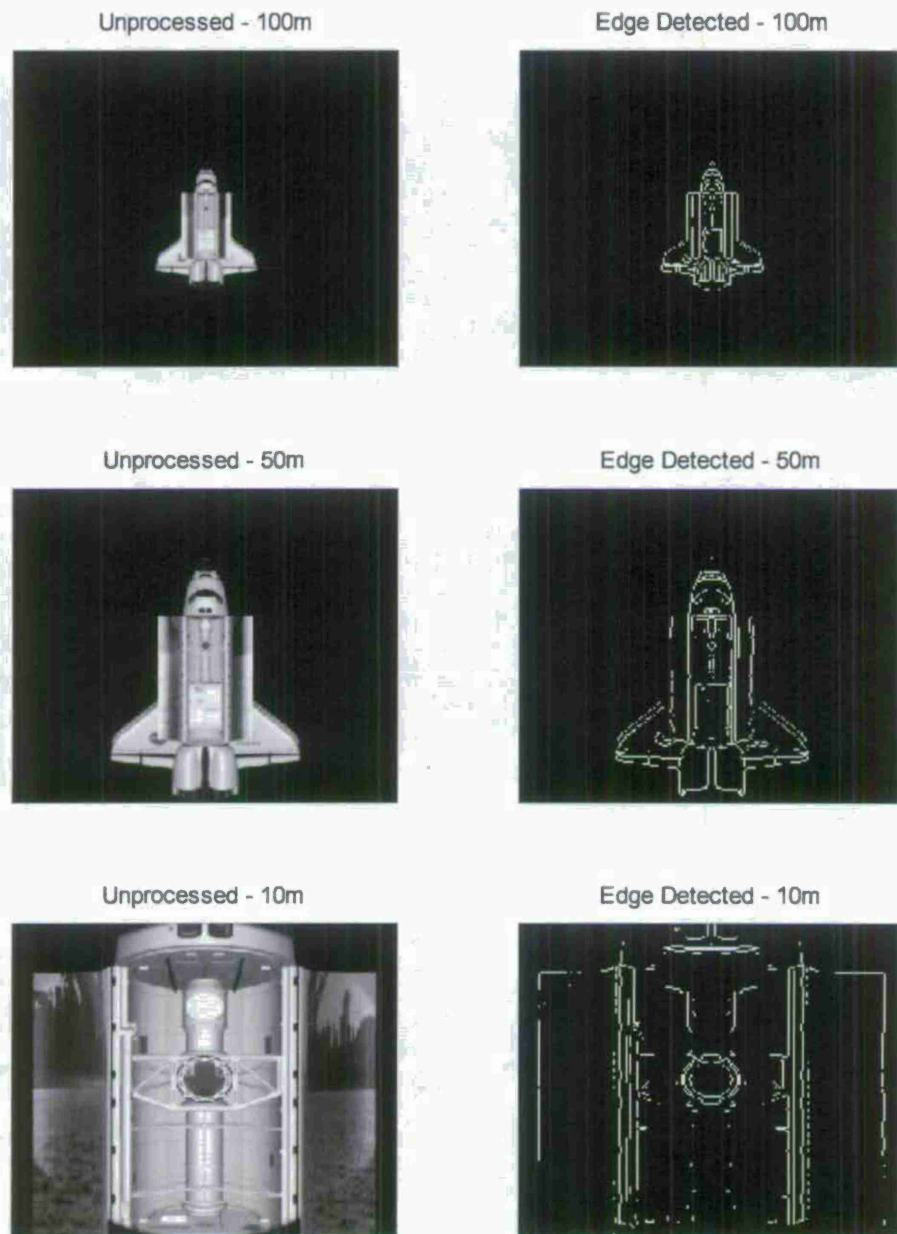 Unprocessed - 100m
Edge Detected - 100m
Unprocessed - 50m
Edge Detected - 50m
Unprocessed - 10m
Edge Detected - 10m